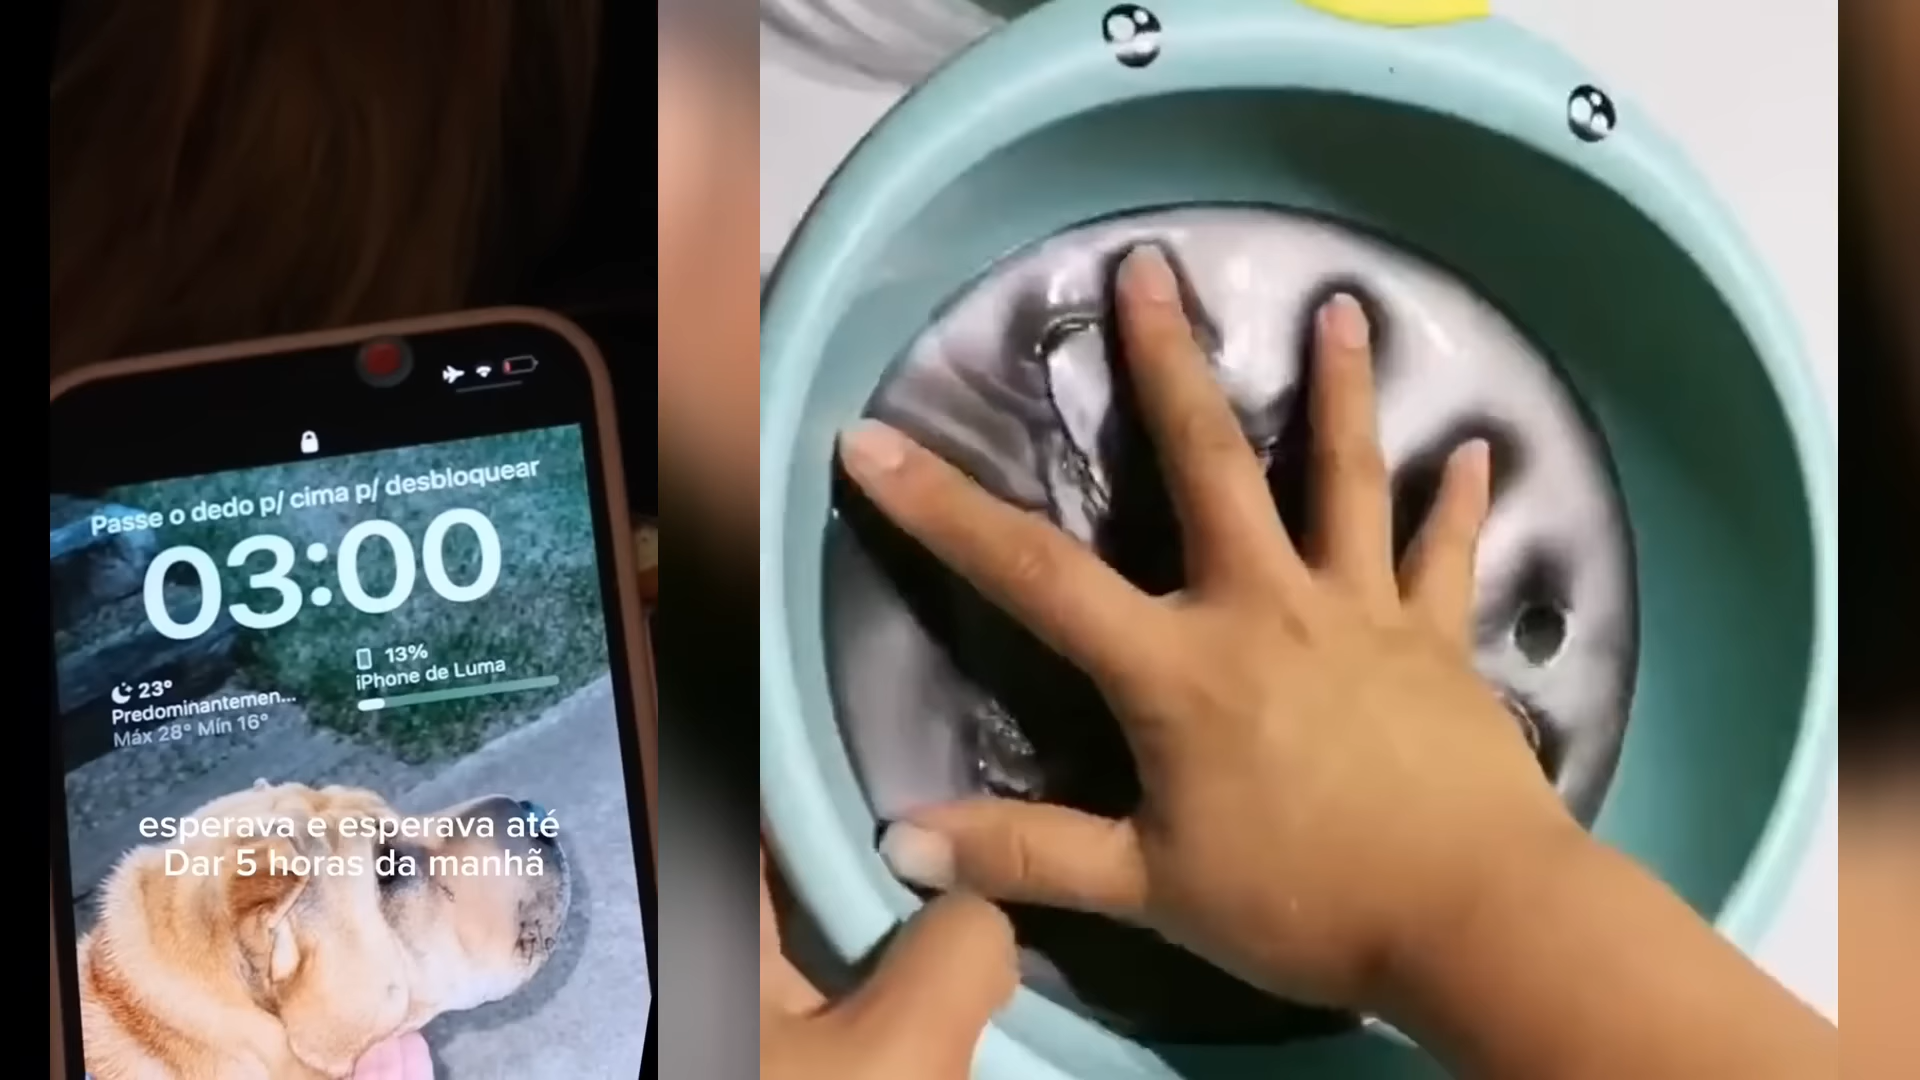 Passe o dedo p/ cima p/ desbloquear
03:00
23°
Predominantemen...
Máx 28° Mín 16°
13%
iPhone de Luma
esperava e esperava até
Dar 5 horas da manhã